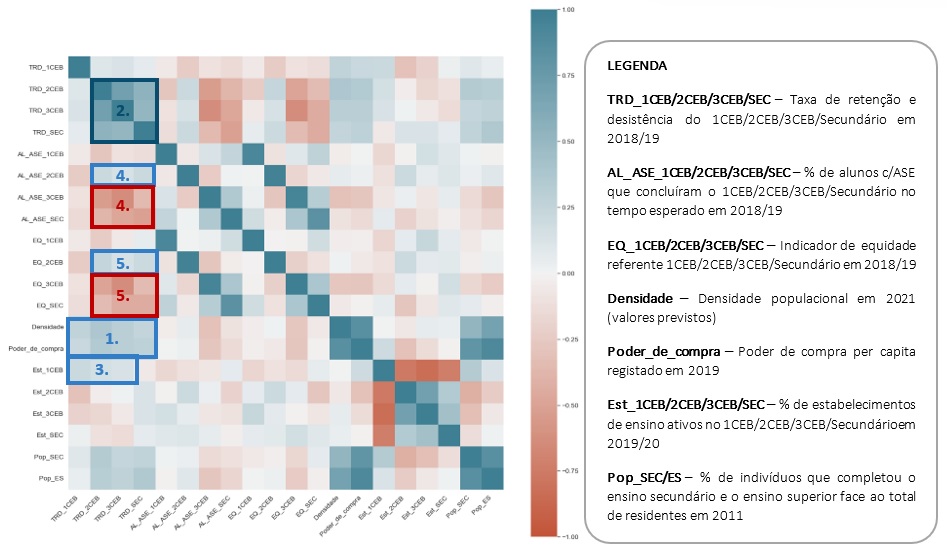 1.00
0.75
0.50
0.25
0.00
−0.25
−0.50
−0.75
−1.00
TRD_1CEB
TRD_2CEB
TRD_3CEB
TRD_SEC
AL_ASE_1CEB
AL_ASE_2CEB
AL_ASE_3CEB
AL_ASE_SEC
EQ_1CEB
EQ_2CEB
EQ_3CEB
EQ_SEC
Densidade
Poder_de_compra
Est_1CEB
Est_2CEB
Est_3CEB
Est_SEC
Pop_SEC
Pop_ES
2.
4.
4.
5.
5.
1.
3.
TRD_1CEB
TRD_2CEB
TRD_3CEB
TRD_SEC
AL_ASE_1CEB
AL_ASE_2CEB
AL_ASE_3CEB
AL_ASE_SEC
EQ_1CEB
EQ_2CEB
EQ_3CEB
EQ_SEC
Densidade
Poder_de_compra
Est_1CEB
Est_2CEB
Est_3CEB
Est_SEC
Pop_SEC
Pop_ES
LEGENDA
TRD_1CEB/2CEB/3CEB/SEC – Taxa de retenção e
desistência do 1CEB/2CEB/3CEB/Secundário em
2018/19
AL_ASE_1CEB/2CEB/3CEB/SEC – % de alunos c/ASE
que concluíram o 1CEB/2CEB/3CEB/Secundário no
tempo esperado em 2018/19
EQ_1CEB/2CEB/3CEB/SEC – Indicador de equidade
referente 1CEB/2CEB/3CEB/Secundário em 2018/19
Densidade – Densidade populacional em 2021
(valores previstos)
Poder_de_compra – Poder de compra per capita
registado em 2019
Est_1CEB/2CEB/3CEB/SEC – % de estabelecimentos
de ensino ativos no 1CEB/2CEB/3CEB/Secundárioem
2019/20
Pop_SEC/ES – % de indivíduos que completou o
ensino secundário e o ensino superior face ao total
de residentes em 2011